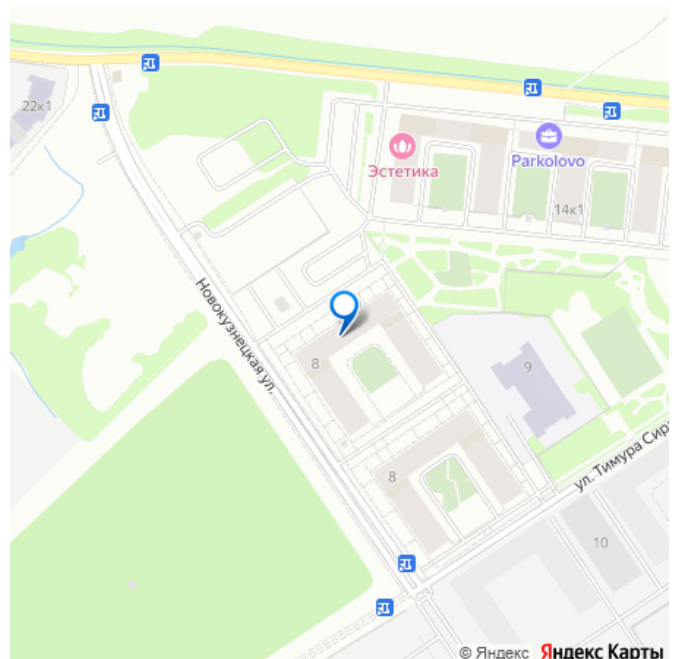 22к1
Эстетика
Parkolovo
14к1
Новокузнецкая ул.
8
9
8
ул. Тимура Сир
10
© Яндекс Яндекс Карты